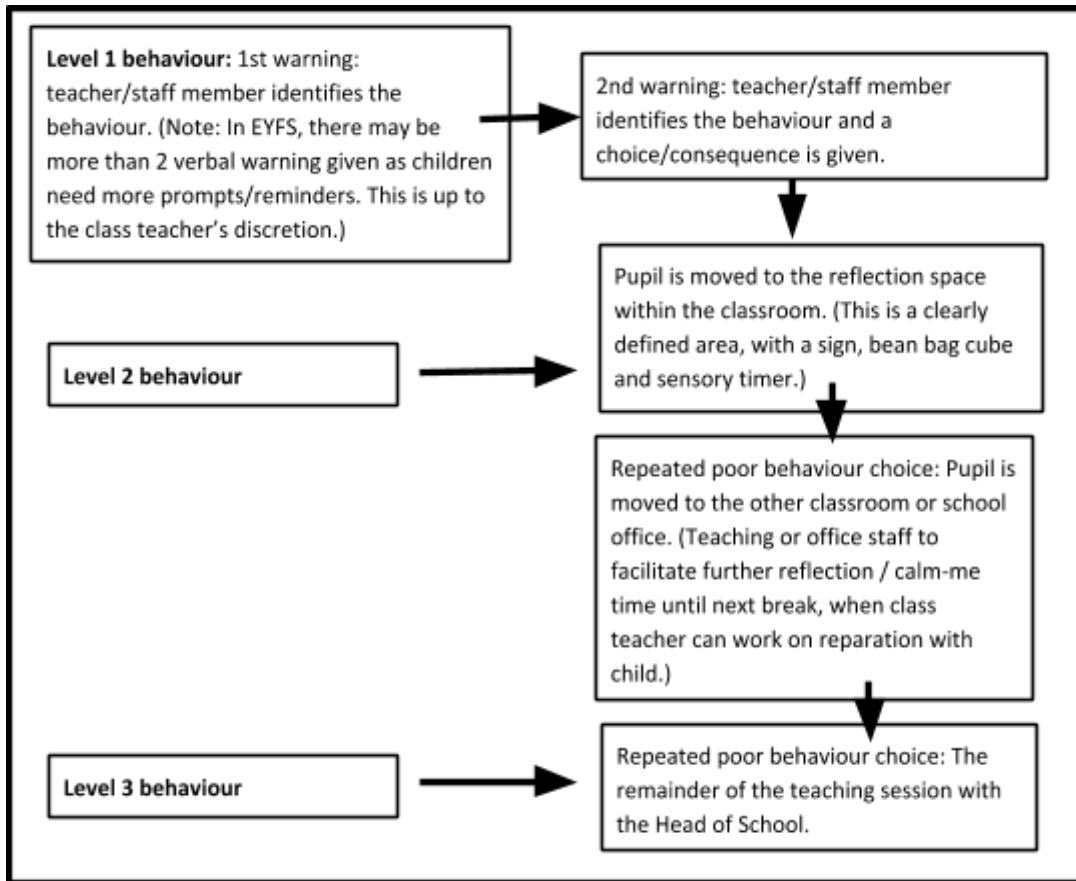 Level 1 behaviour: 1st warning:
teacher/staff member identifies the
behaviour. (Note: In EYFS, there may be
more than 2 verbal warning given as children
need more prompts/reminders. This is up to
the class teacher's discretion.)
2nd warning: teacher/staff member
identifies the behaviour and a
choice/consequence is given.
Pupil is moved to the reflection space
within the classroom. (This is a clearly
defined area, with a sign, bean bag cube
and sensory timer.)
Level 2 behaviour
Repeated poor behaviour choice: Pupil is
moved to the other classroom or school
office. (Teaching or office staff to
facilitate further reflection / calm-me
time until next break, when class
teacher can work on reparation with
child.)
Level 3 behaviour
Repeated poor behaviour choice: The
remainder of the teaching session with
the Head of School.